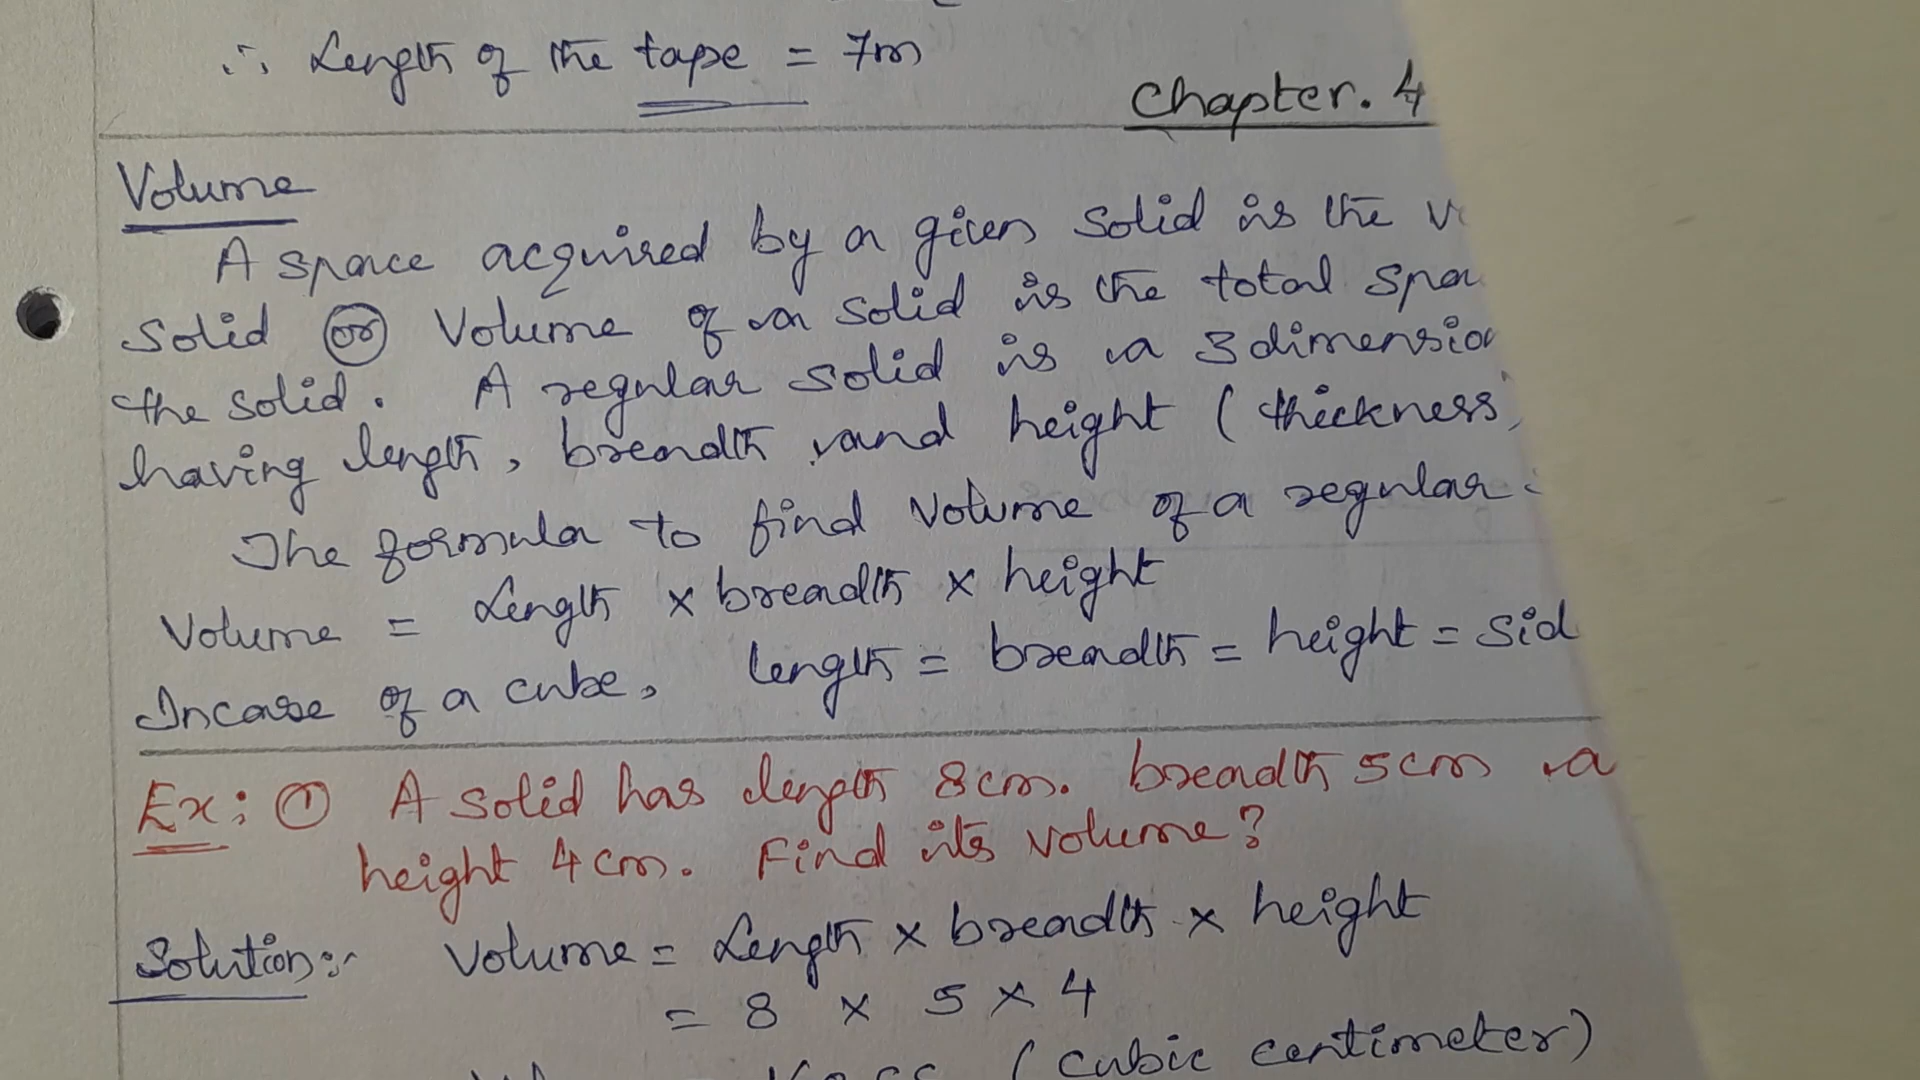 ∴ Length of the tape = 7m
Chapter. 4
Volume
A space acquired by a given solid is the
solid (or) Volume of a solid is the total
the solid. A regular solid is a 3 dimension
having length, breadth and height (thickness)
The formula to find Volume of a regular
Volume = Length × breadth × height
Incase of a cube, length = breadth = height = sid
Ex: ① A solid has length 8cm. breadth 5cm a
height 4cm. Find its volume?
Solution:- Volume = Length × breadth × height
= 8 × 5 × 4
(cubic centimeter)